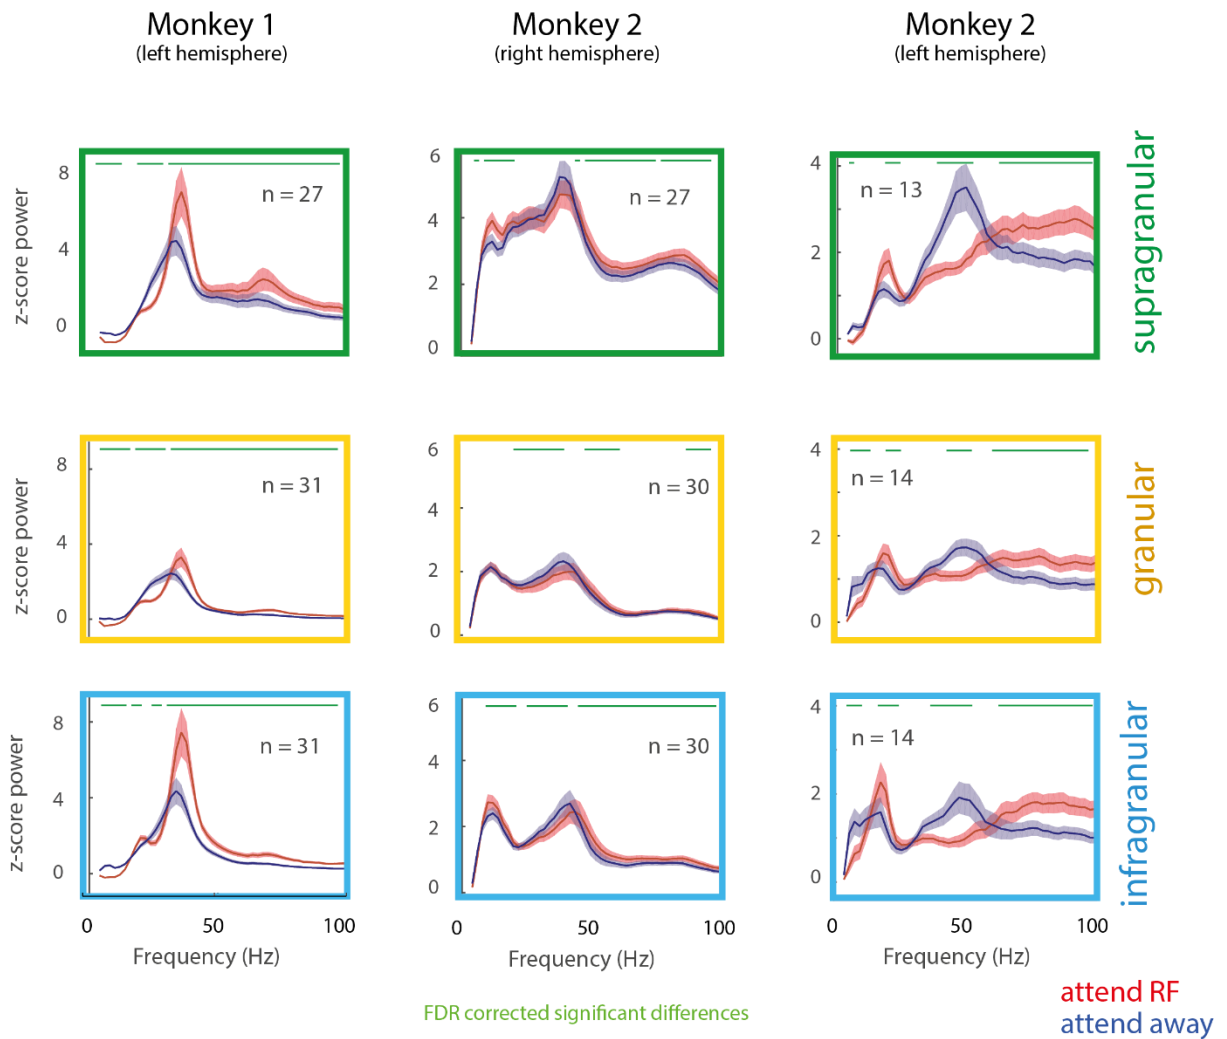 Monkey 1
(left hemisphere)
Monkey 2
(right hemisphere)
Monkey 2
(left hemisphere)
z-score power
8
4
0
n = 27
6
4
2
0
n = 27
4
2
0
n = 13
supragranular
z-score power
8
4
0
n = 31
6
4
2
0
n = 30
4
2
0
n = 14
granular
z-score power
8
4
0
n = 31
6
4
2
0
n = 30
4
2
0
n = 14
infragranular
0 50 100
Frequency (Hz)
0 50 100
Frequency (Hz)
0 50 100
Frequency (Hz)
FDR corrected significant differences
attend RF
attend away